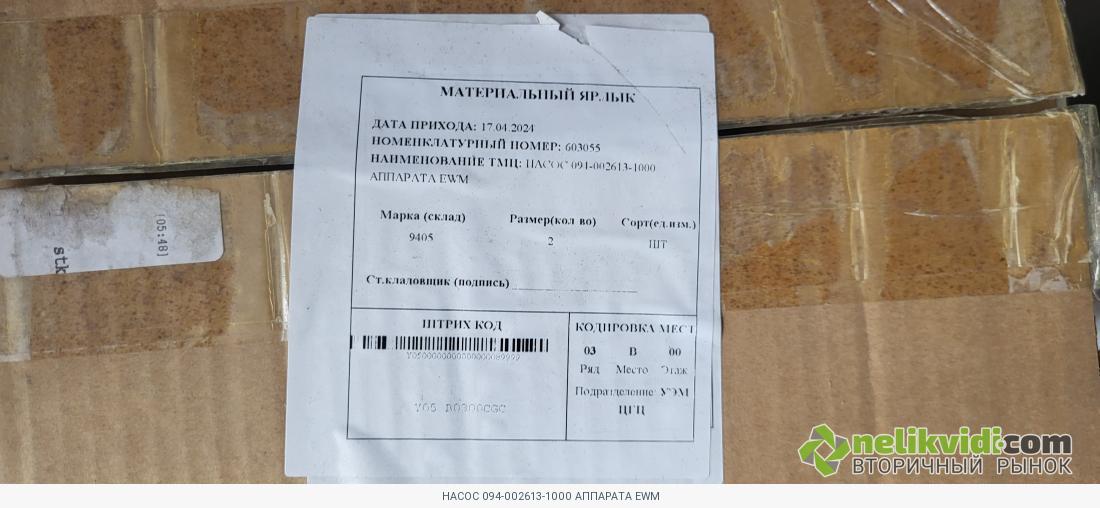 МАТЕРИАЛЬНЫЙ ЯРЛЫК
ДАТА ПРИХОДА: 17.04.2024
НОМЕНКЛАТУРНЫЙ НОМЕР: 603055
НАИМЕНОВАНИЕ ТМЦ: НАСОС 094-002613-1000
АППАРАТА EWM
Марка (склад) Размер(кол во) Сорт(ед.изм.)
9405 2 ШТ
Ст.кладовщик (подпись)
ШТРИХ КОД
КОДИРОВКА МЕСТ
03 В 00
Ряд Место Этаж
Подразделение: УЭМ
ЦГЦ
[05:48]
stk
nelikvidi.com
ВТОРИЧНЫЙ РЫНОК
НАСОС 094-002613-1000 АППАРАТА EWM